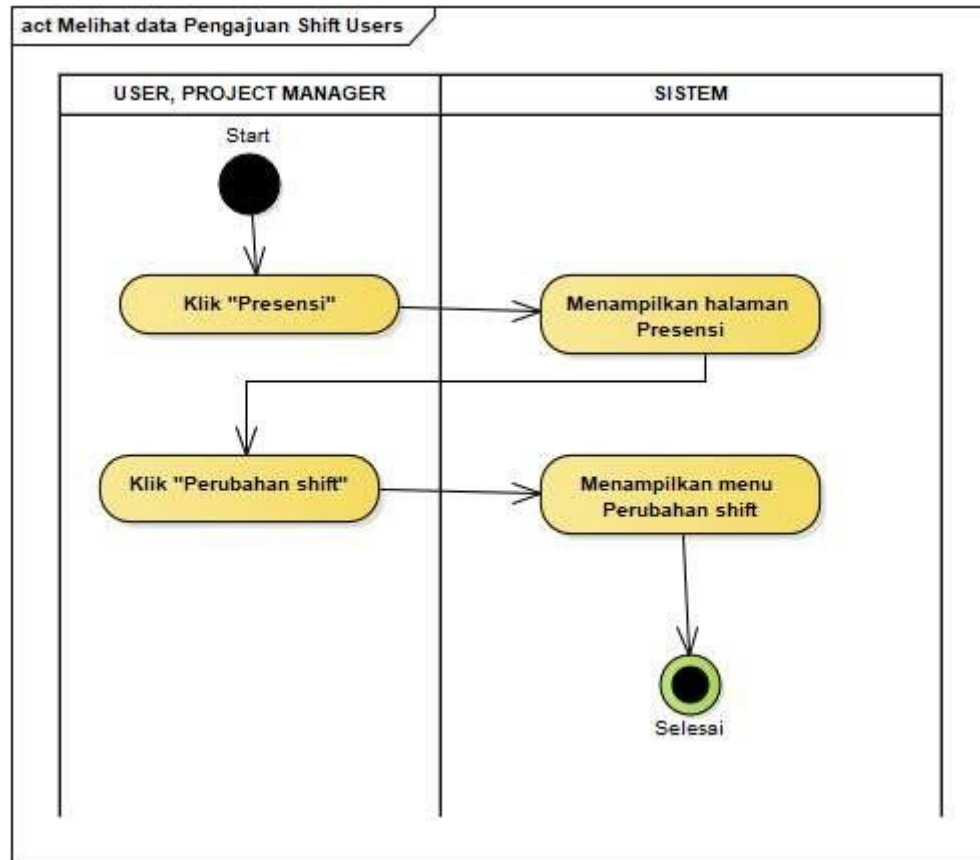 act Melihat data Pengajuan Shift Users
USER, PROJECT MANAGER
SISTEM
Start
Klik "Presensi"
Menampilkan halaman
Presensi
Klik "Perubahan shift"
Menampilkan menu
Perubahan shift
Selesai